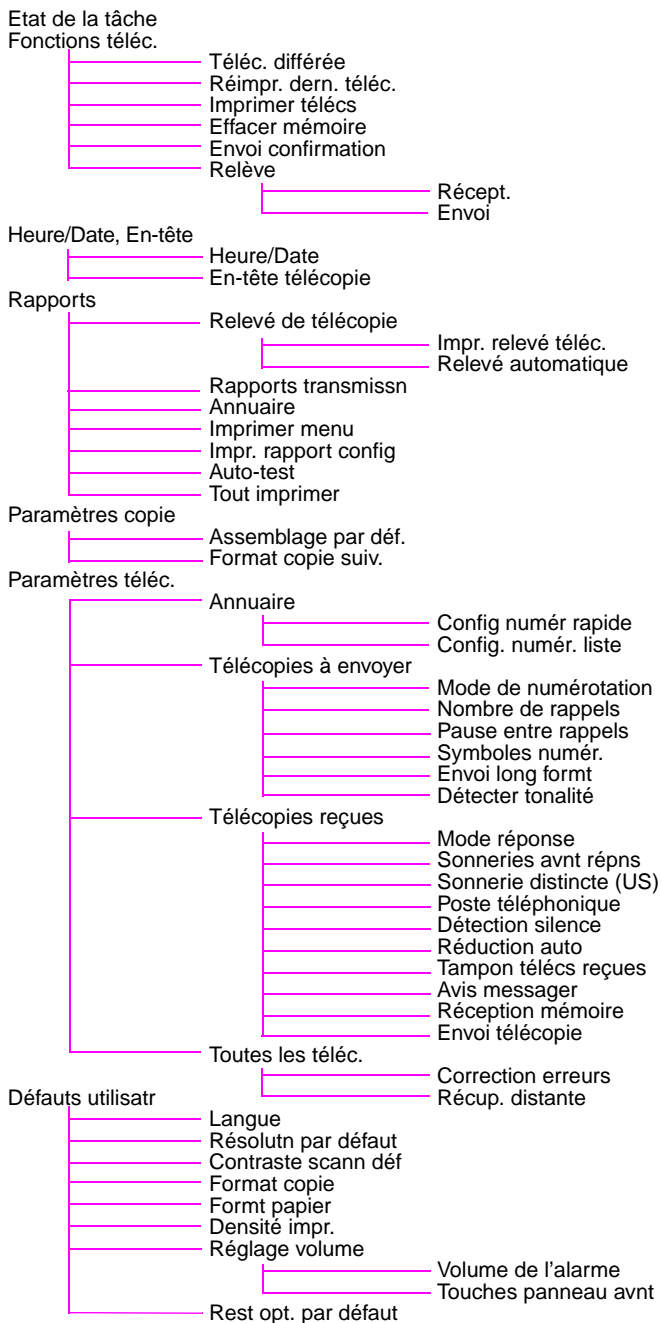 Etat de la tâche
Fonctions téléc.
Téléc. différée
Réimpr. dern. téléc.
Imprimer télécs
Effacer mémoire
Envoi confirmation
Relève
Récept.
Envoi
Heure/Date, En-tête
Heure/Date
En-tête télécopie
Rapports
Relevé de télécopie
Impr. relevé téléc.
Relevé automatique
Rapports transmissn
Annuaire
Imprimer menu
Impr. rapport config
Auto-test
Tout imprimer
Paramètres copie
Assemblage par déf.
Format copie suiv.
Paramètres téléc.
Annuaire
Config numér rapide
Config. numér. liste
Télécopies à envoyer
Mode de numérotation
Nombre de rappels
Pause entre rappels
Symboles numér.
Envoi long formt
Détecter tonalité
Télécopies reçues
Mode réponse
Sonneries avnt répns
Sonnerie distincte (US)
Poste téléphonique
Détection silence
Réduction auto
Tampon télécs reçues
Avis messager
Réception mémoire
Envoi télécopie
Toutes les téléc.
Correction erreurs
Récup. distante
Défauts utilisatr
Langue
Résolutn par défaut
Contraste scann déf
Format copie
Formt papier
Densité impr.
Réglage volume
Volume de l'alarme
Touches panneau avnt
Rest opt. par défaut